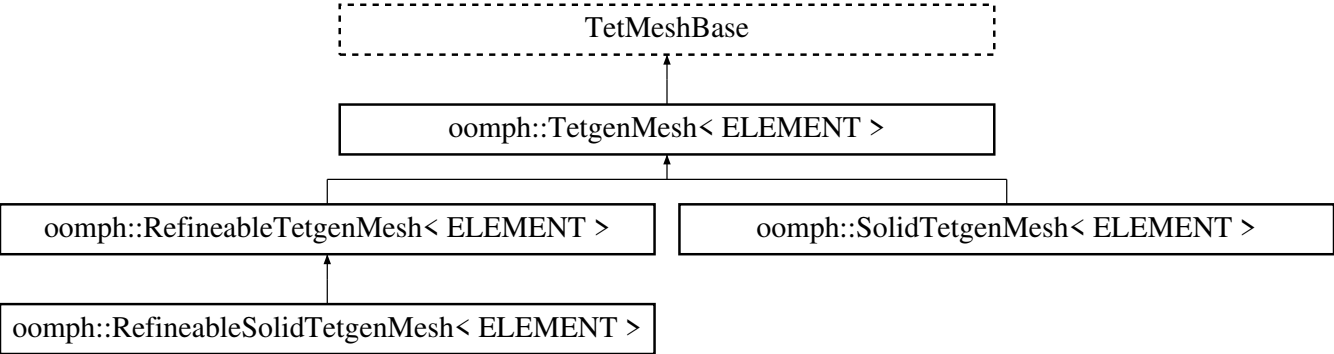 TetMeshBase
oomph::TetgenMesh< ELEMENT >
oomph::RefineableTetgenMesh< ELEMENT >
oomph::SolidTetgenMesh< ELEMENT >
oomph::RefineableSolidTetgenMesh< ELEMENT >